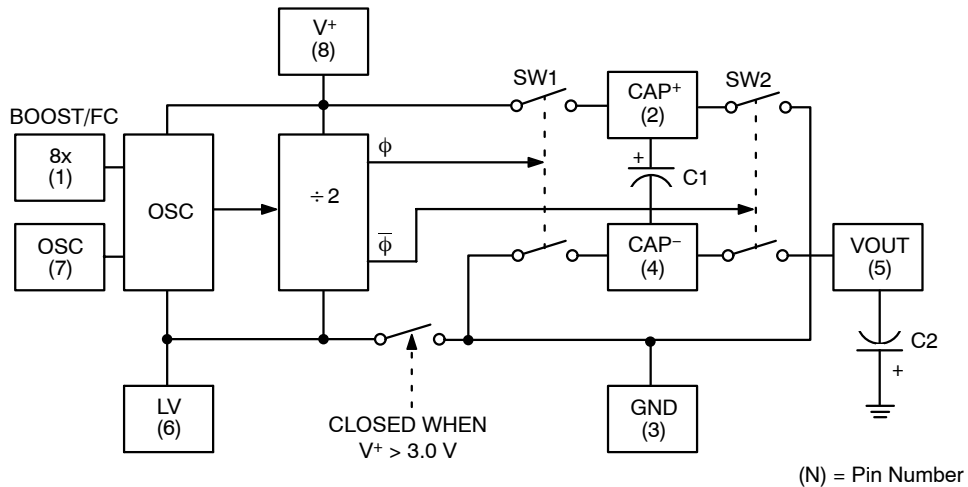 V+
(8)
SW1
CAP+
(2)
SW2
BOOST/FC
8x
(1)
OSC
÷2
ϕ
+
C1
OSC
(7)
ϕ̅
CAP−
(4)
VOUT
(5)
C2
+
LV
(6)
CLOSED WHEN
V+ > 3.0 V
GND
(3)
(N) = Pin Number